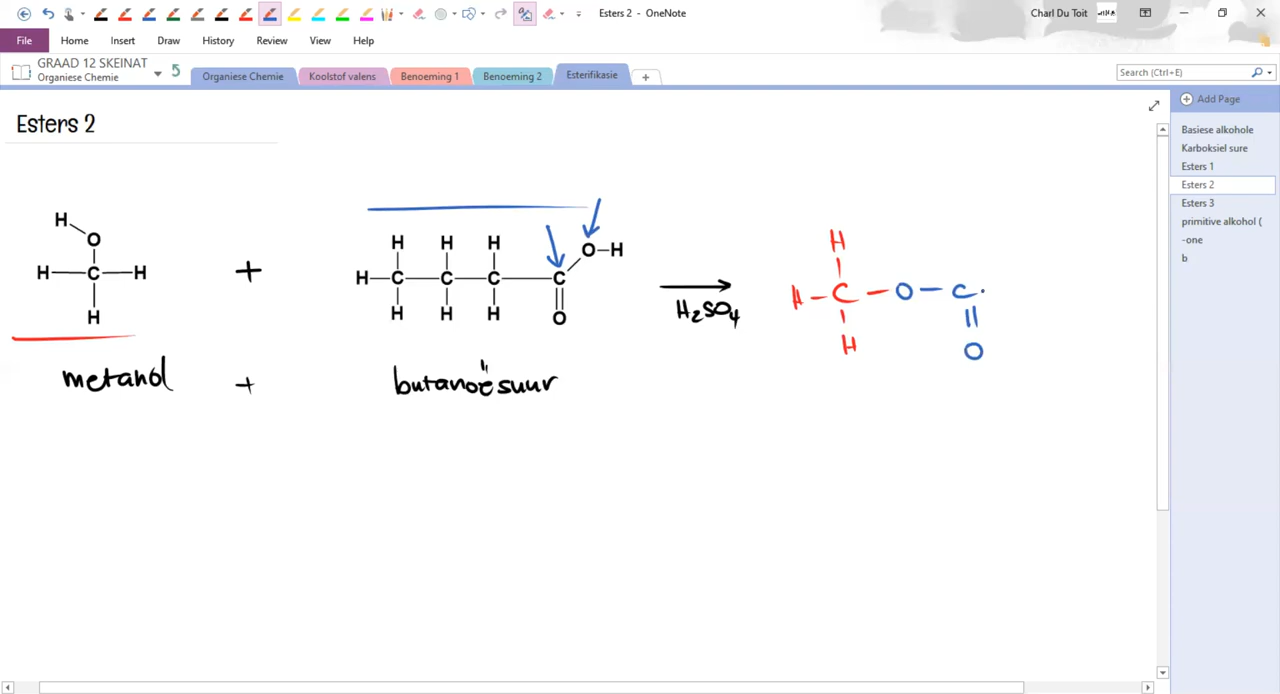 Esters 2 - OneNote
Charl Du Toit
File Home Insert Draw History Review View Help
GRAAD 12 SKEINAT
Organiese Chemie
Organiese Chemie Koolstof valens Benoeming 1 Benoeming 2 Esterifikasie +
Search (Ctrl+E)
Esters 2
Add Page
Basiese alkohole
Karboksiel sure
Esters 1
Esters 2
Esters 3
primitive alkohol (
-one
b
H
O
H C H
H
+
H H H O-H
H-C C C C
H H H O
H₂SO₄
H
H-C-O-C
H O
metanol + butanoësuur